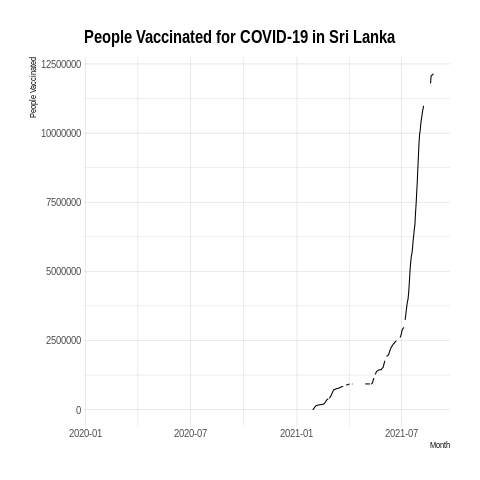 People Vaccinated for COVID-19 in Sri Lanka
People Vaccinated
12500000
10000000
7500000
5000000
2500000
0
2020-01 2020-07 2021-01 2021-07
Month